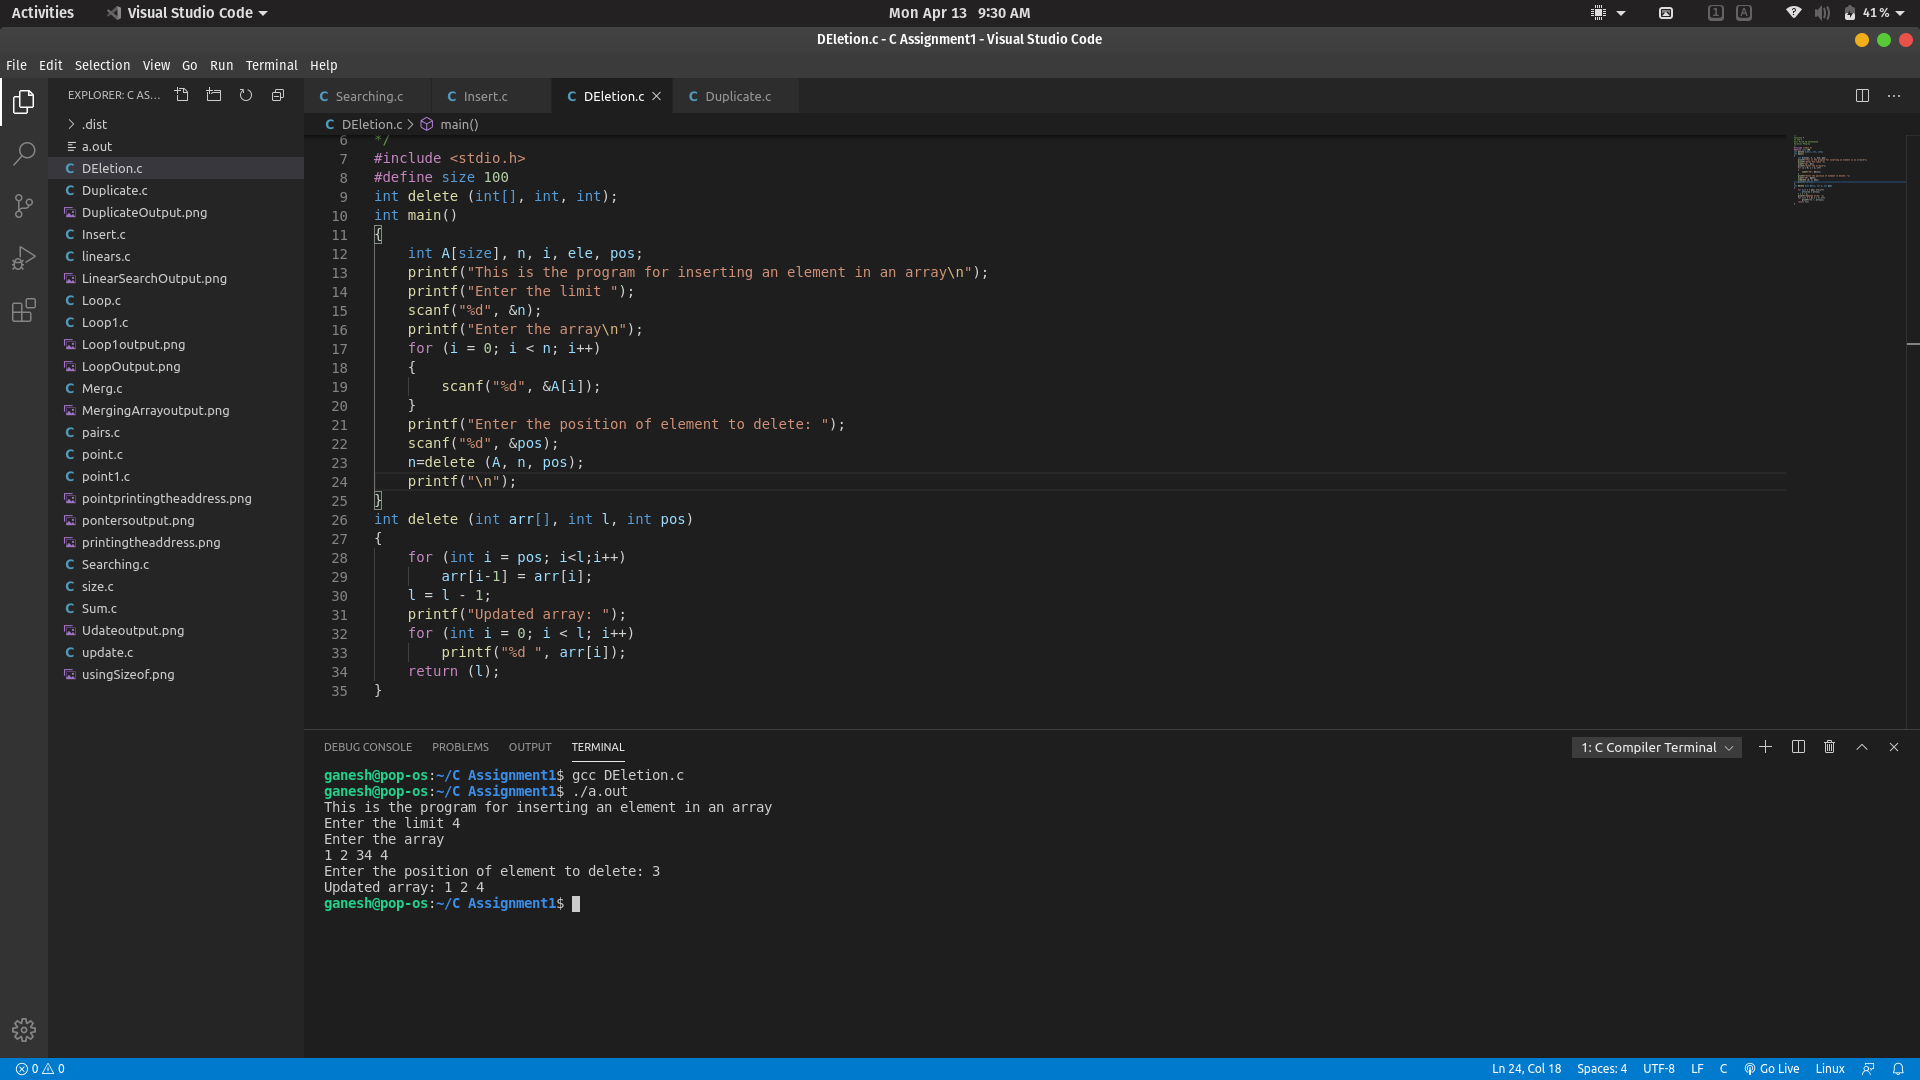 Activities Visual Studio Code Mon Apr 13 9:30 AM 1 A 41 %
DEletion.c - C Assignment1 - Visual Studio Code
File Edit Selection View Go Run Terminal Help
EXPLORER: C AS...
.dist
a.out
DEletion.c
Duplicate.c
DuplicateOutput.png
Insert.c
linears.c
LinearSearchOutput.png
Loop.c
Loop1.c
Loop1output.png
LoopOutput.png
Merg.c
MergingArrayoutput.png
pairs.c
point.c
point1.c
pointprintingtheaddress.png
pontersoutput.png
printingtheaddress.png
Searching.c
size.c
Sum.c
Udateoutput.png
update.c
usingSizeof.png
C Searching.c C Insert.c C DEletion.c C Duplicate.c
C DEletion.c > main()
6 */
7 #include <stdio.h>
8 #define size 100
9 int delete (int[], int, int);
10 int main()
11 {
12 int A[size], n, i, ele, pos;
13 printf("This is the program for inserting an element in an array\n");
14 printf("Enter the limit ");
15 scanf("%d", &n);
16 printf("Enter the array\n");
17 for (i = 0; i < n; i++)
18 {
19 scanf("%d", &A[i]);
20 }
21 printf("Enter the position of element to delete: ");
22 scanf("%d", &pos);
23 n=delete (A, n, pos);
24 printf("\n");
25 }
26 int delete (int arr[], int l, int pos)
27 {
28 for (int i = pos; i<l;i++)
29 arr[i-1] = arr[i];
30 l = l - 1;
31 printf("Updated array: ");
32 for (int i = 0; i < l; i++)
33 printf("%d ", arr[i]);
34 return (l);
35 }
DEBUG CONSOLE PROBLEMS OUTPUT TERMINAL 1: C Compiler Terminal
ganesh@pop-os:~/C Assignment1$ gcc DEletion.c
ganesh@pop-os:~/C Assignment1$ ./a.out
This is the program for inserting an element in an array
Enter the limit 4
Enter the array
1 2 34 4
Enter the position of element to delete: 3
Updated array: 1 2 4
ganesh@pop-os:~/C Assignment1$
0 0 Ln 24, Col 18 Spaces: 4 UTF-8 LF C Go Live Linux